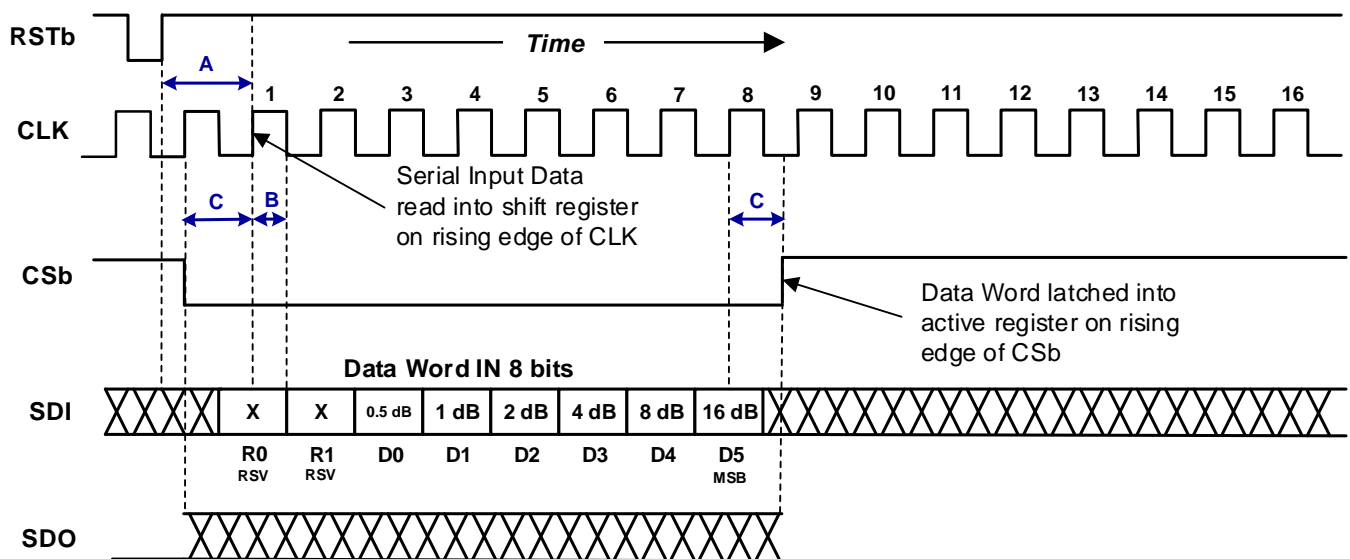 RSTb
Time
A
1 2 3 4 5 6 7 8 9 10 11 12 13 14 15 16
CLK
Serial Input Data
read into shift register
on rising edge of CLK
C B C
CSb
Data Word latched into
active register on rising
edge of CSb
Data Word IN 8 bits
SDI
X X 0.5 dB 1 dB 2 dB 4 dB 8 dB 16 dB
R0 R1 D0 D1 D2 D3 D4 D5
RSV RSV MSB
SDO